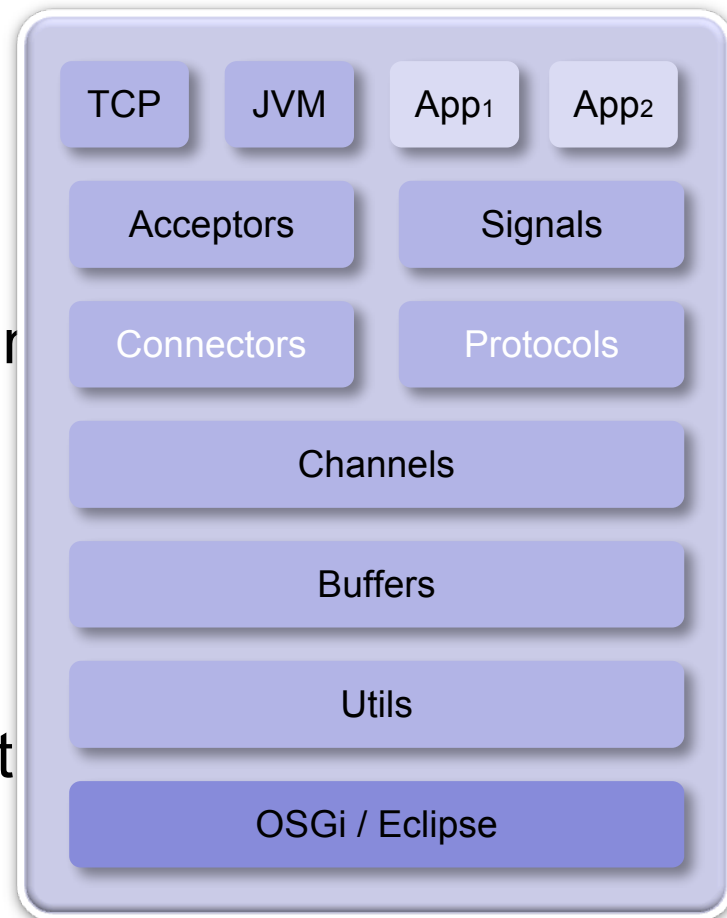 TCP JVM App1 App2
Acceptors Signals
Connectors Protocols
Channels
Buffers
Utils
t
OSGi / Eclipse